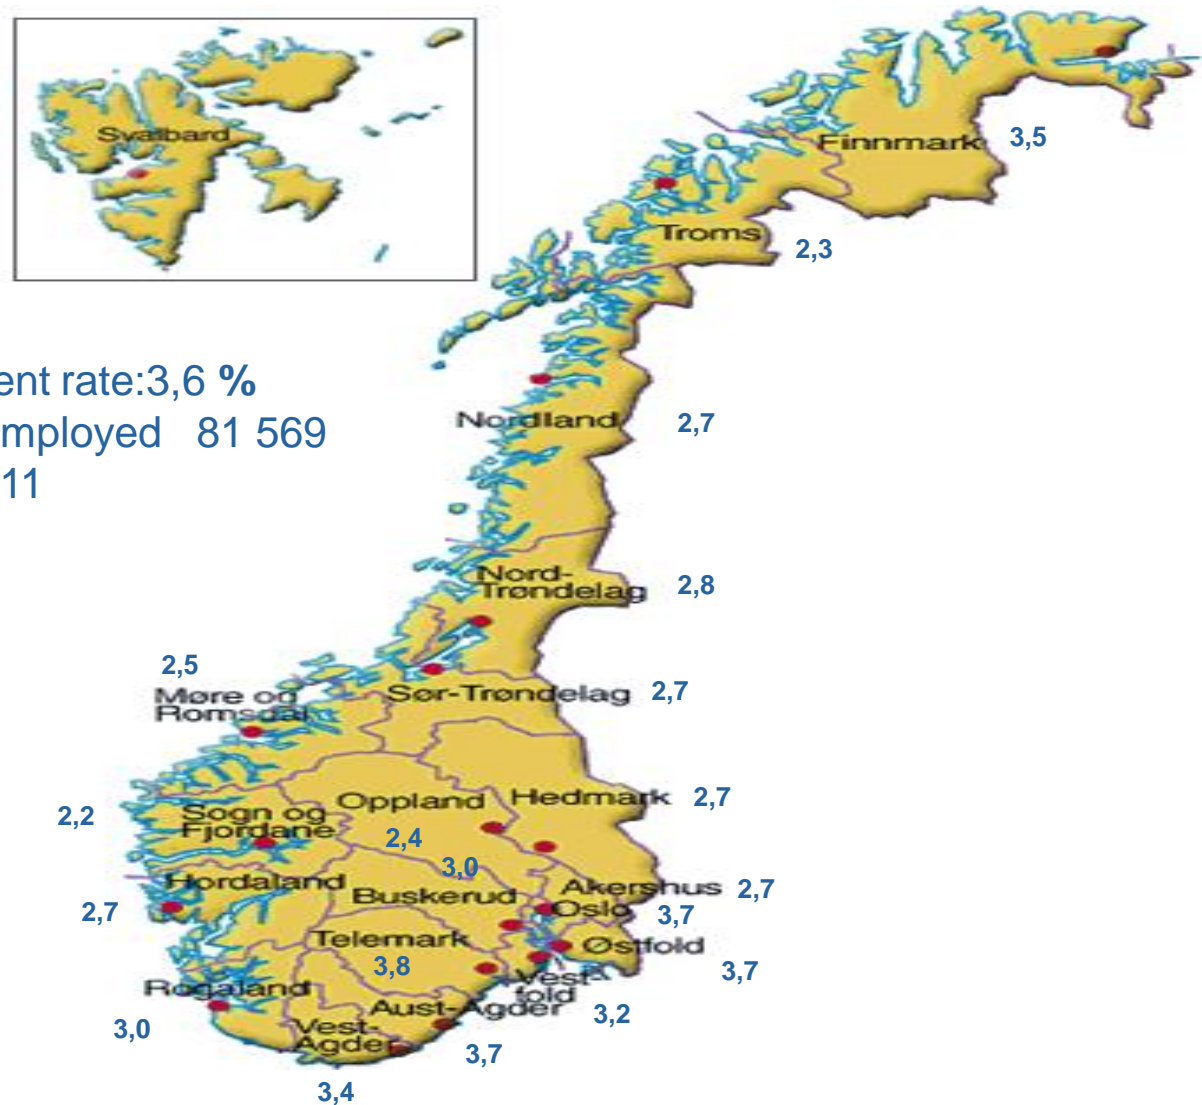 Svalbard
Finnmark
3,5
Troms
2,3
ent rate:3,6 %
Nordland
2,7
mployed 81 569
11
Nord-
Trøndelag
2,8
2,5
Møre og
Romsdal
Sør-Trøndelag
2,7
Oppland
Hedmark
2,7
2,2
Sogn og
Fjordane
2,4
3,0
Hordaland
Buskerud
Akershus
2,7
2,7
Oslo
3,7
Telemark
Østfold
3,8
3,7
Rogaland
Vest-
fold
3,2
Aust-Agder
3,0
Vest-
Agder
3,7
3,4